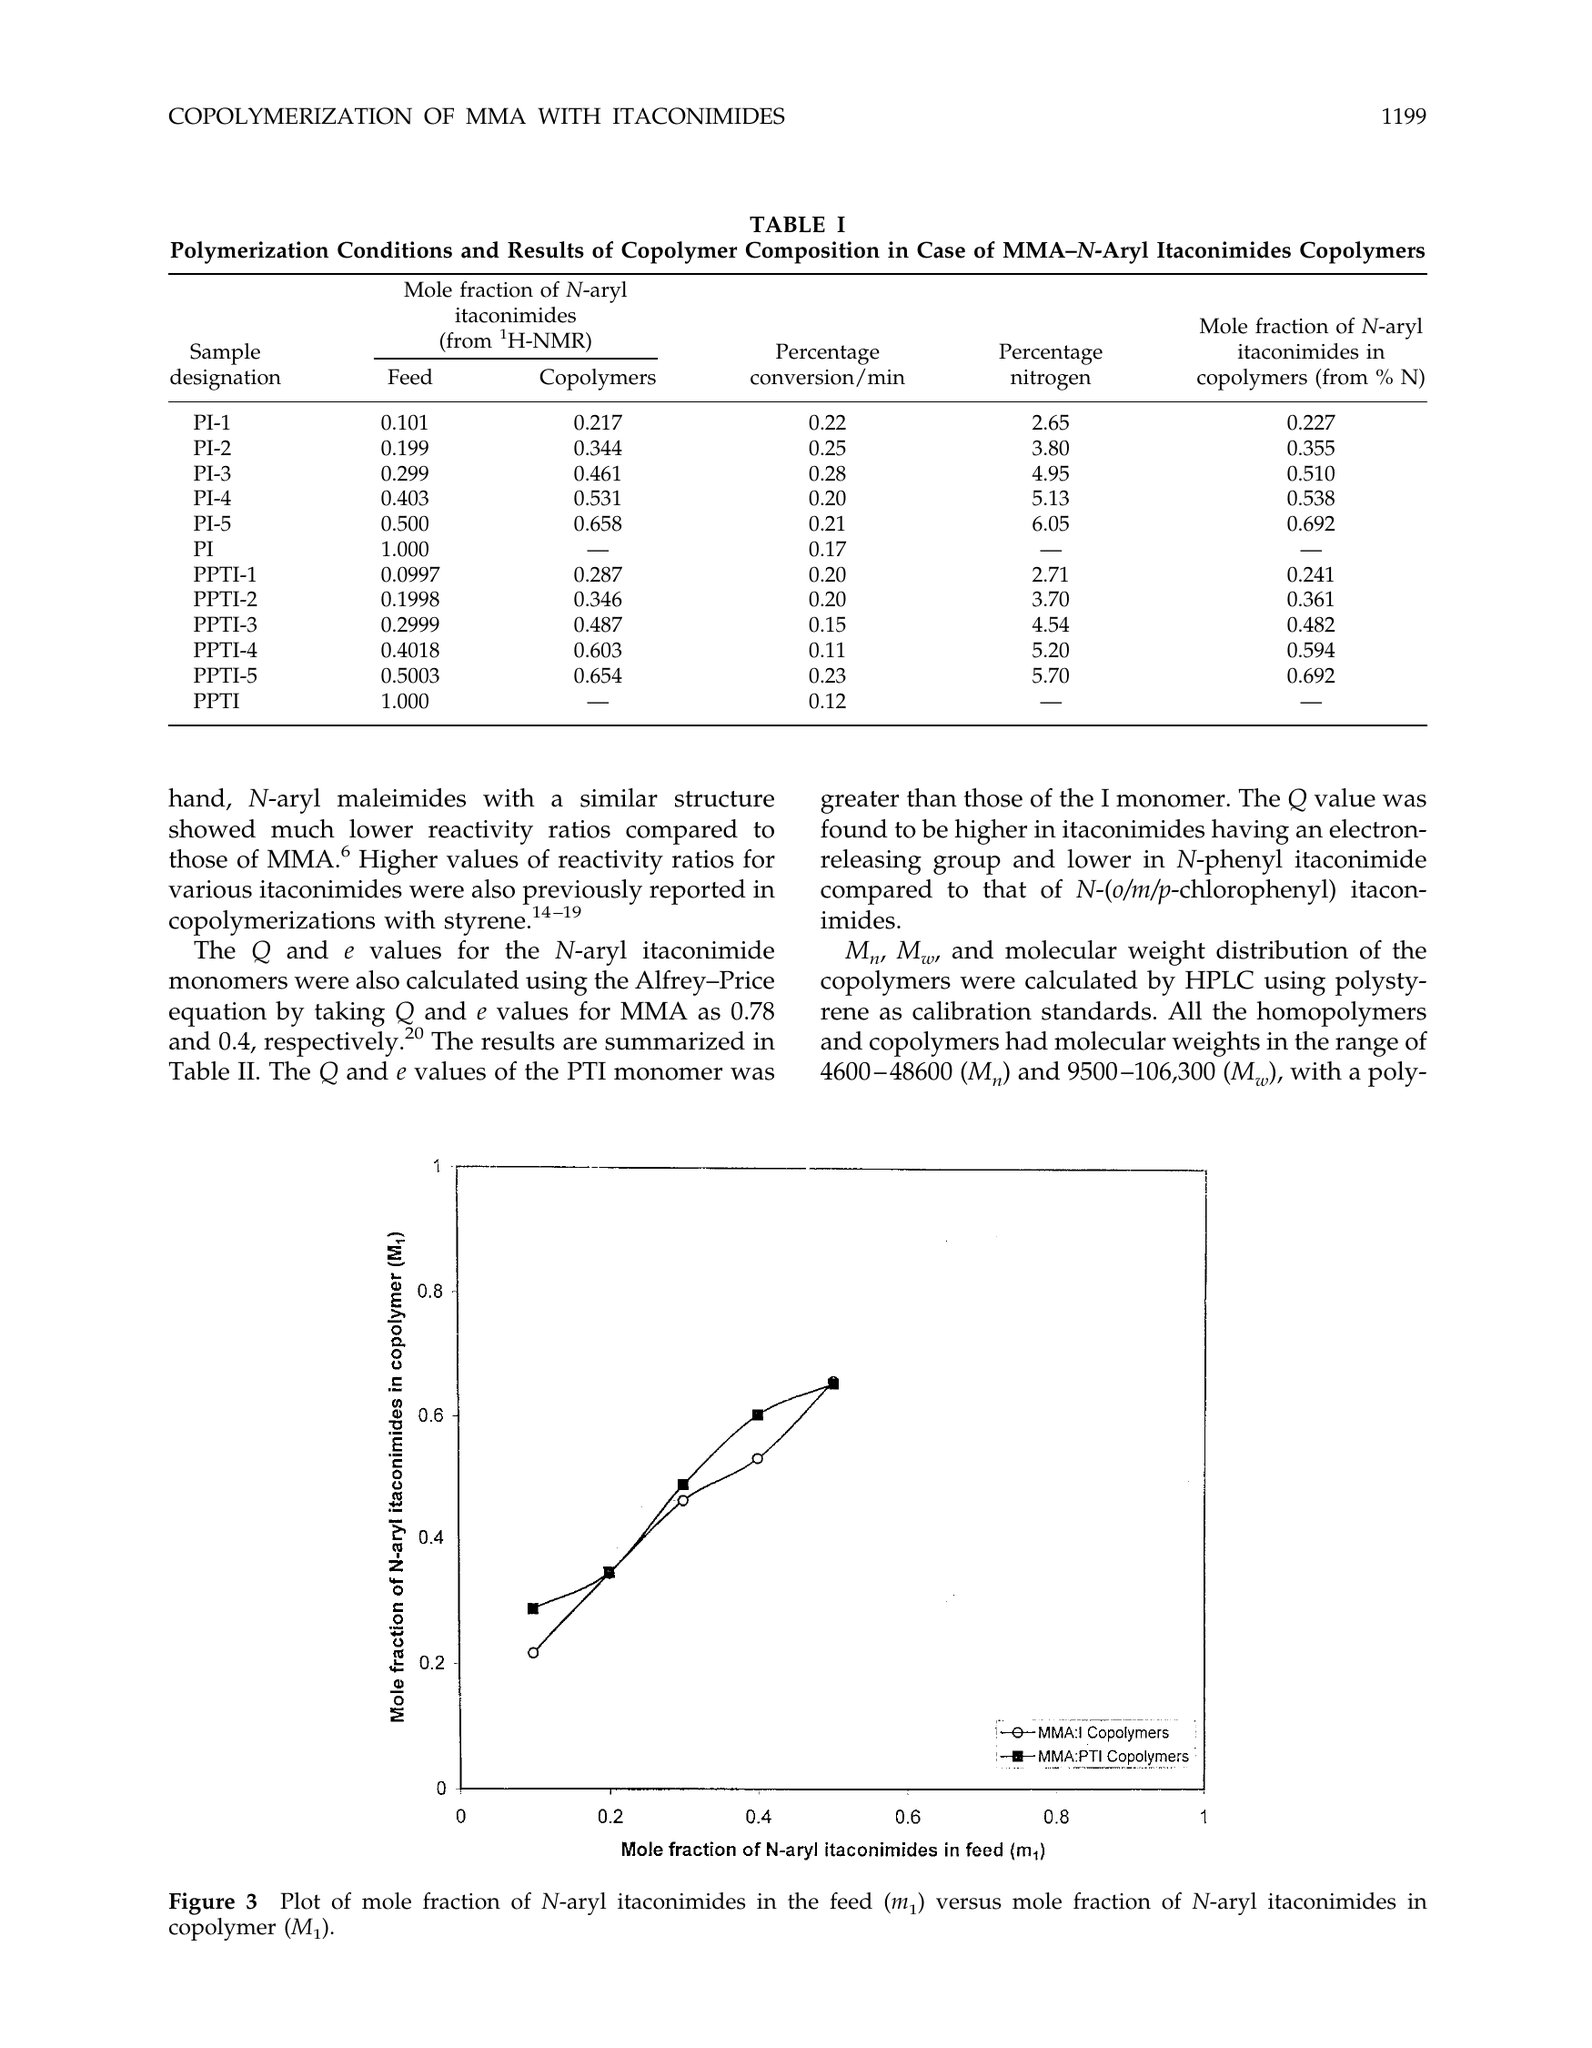 COPOLYMERIZATION OF MMA WITH ITACONIMIDES 1199
TABLE I
Polymerization Conditions and Results of Copolymer Composition in Case of MMA–N-Aryl Itaconimides Copolymers
Sample designation | Mole fraction of N-aryl itaconimides (from ¹H-NMR) Feed | Copolymers | Percentage conversion/min | Percentage nitrogen | Mole fraction of N-aryl itaconimides in copolymers (from % N)
PI-1 0.101 0.217 0.22 2.65 0.227
PI-2 0.199 0.344 0.25 3.80 0.355
PI-3 0.299 0.461 0.28 4.95 0.510
PI-4 0.403 0.531 0.20 5.13 0.538
PI-5 0.500 0.658 0.21 6.05 0.692
PI 1.000 — 0.17 — —
PPTI-1 0.0997 0.287 0.20 2.71 0.241
PPTI-2 0.1998 0.346 0.20 3.70 0.361
PPTI-3 0.2999 0.487 0.15 4.54 0.482
PPTI-4 0.4018 0.603 0.11 5.20 0.594
PPTI-5 0.5003 0.654 0.23 5.70 0.692
PPTI 1.000 — 0.12 — —
hand, N-aryl maleimides with a similar structure
showed much lower reactivity ratios compared to
those of MMA.⁶ Higher values of reactivity ratios for
various itaconimides were also previously reported in
copolymerizations with styrene.¹⁴⁻¹⁹
The Q and e values for the N-aryl itaconimide
monomers were also calculated using the Alfrey–Price
equation by taking Q and e values for MMA as 0.78
and 0.4, respectively.²⁰ The results are summarized in
Table II. The Q and e values of the PTI monomer was
greater than those of the I monomer. The Q value was
found to be higher in itaconimides having an electron-
releasing group and lower in N-phenyl itaconimide
compared to that of N-(o/m/p-chlorophenyl) itacon-
imides.
Mn, Mw, and molecular weight distribution of the
copolymers were calculated by HPLC using polysty-
rene as calibration standards. All the homopolymers
and copolymers had molecular weights in the range of
4600–48600 (Mn) and 9500–106,300 (Mw), with a poly-
Mole fraction of N-aryl itaconimides in copolymer (M₁)
1
0.8
0.6
0.4
0.2
0
MMA:I Copolymers
MMA:PTI Copolymers
0 0.2 0.4 0.6 0.8 1
Mole fraction of N-aryl itaconimides in feed (m₁)
Figure 3 Plot of mole fraction of N-aryl itaconimides in the feed (m₁) versus mole fraction of N-aryl itaconimides in
copolymer (M₁).